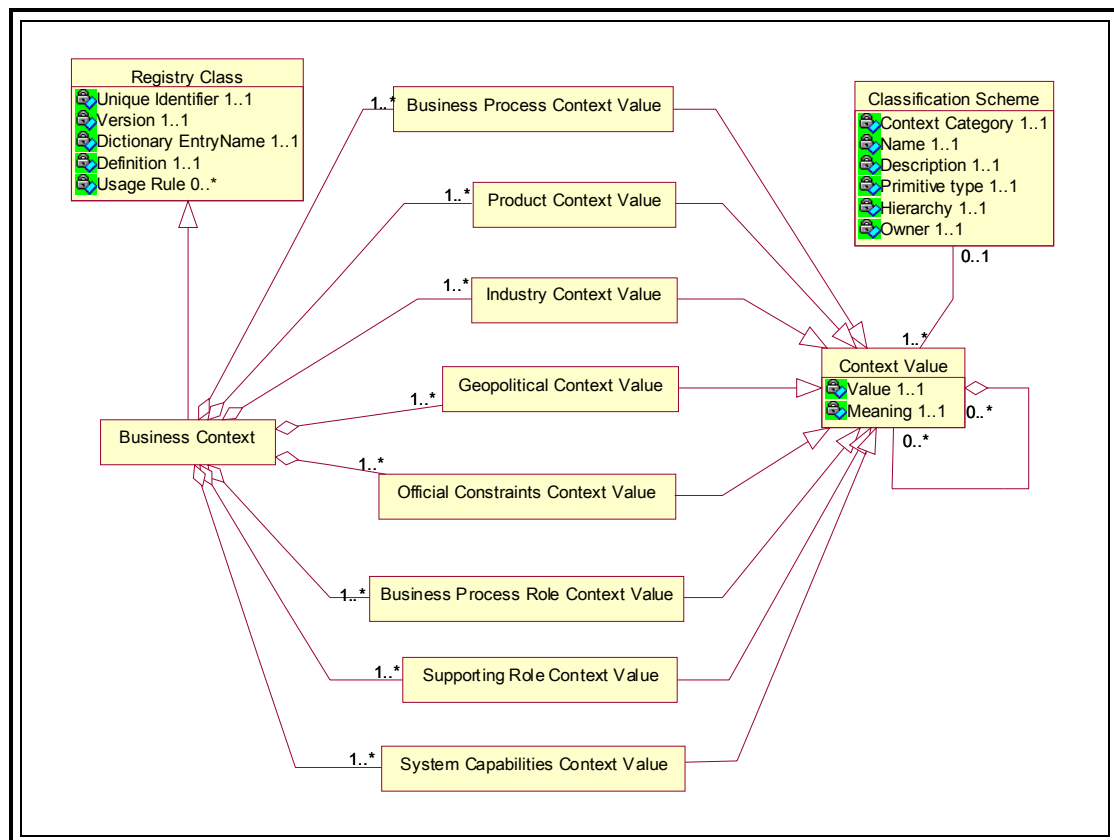 Registry Class
Unique Identifier 1..1
Version 1..1
Dictionary EntryName 1..1
Definition 1..1
Usage Rule 0..*
1..*
Business Process Context Value
Classification Scheme
Context Category 1..1
Name 1..1
Description 1..1
Primitive type 1..1
Hierarchy 1..1
Owner 1..1
0..1
1..*
Product Context Value
1..*
Industry Context Value
1..*
Context Value
Value 1..1
Meaning 1..1
0..*
0..*
1..*
Geopolitical Context Value
Business Context
1..*
Official Constraints Context Value
1..*
Business Process Role Context Value
1..*
Supporting Role Context Value
1..*
System Capabilities Context Value